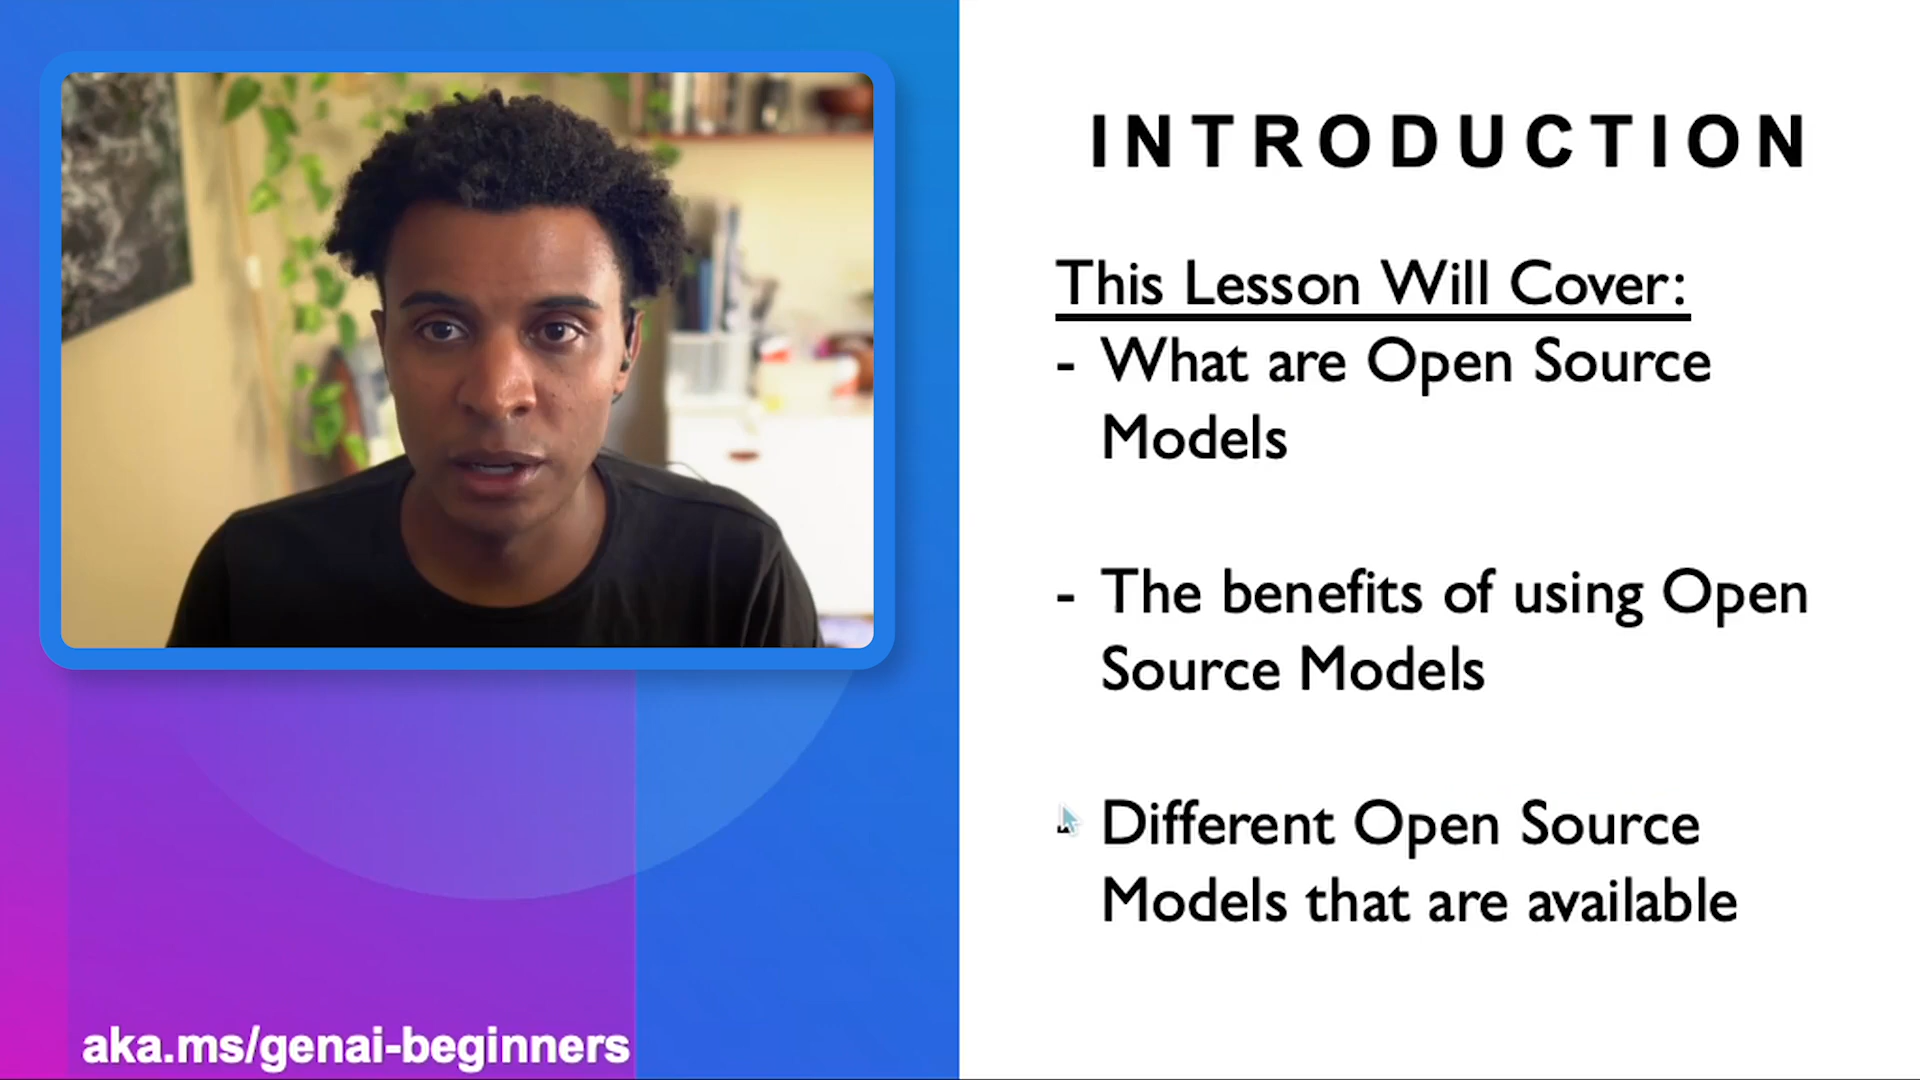 INTRODUCTION
This Lesson Will Cover:
- What are Open Source
Models
- The benefits of using Open
Source Models
- Different Open Source
Models that are available
aka.ms/genai-beginners